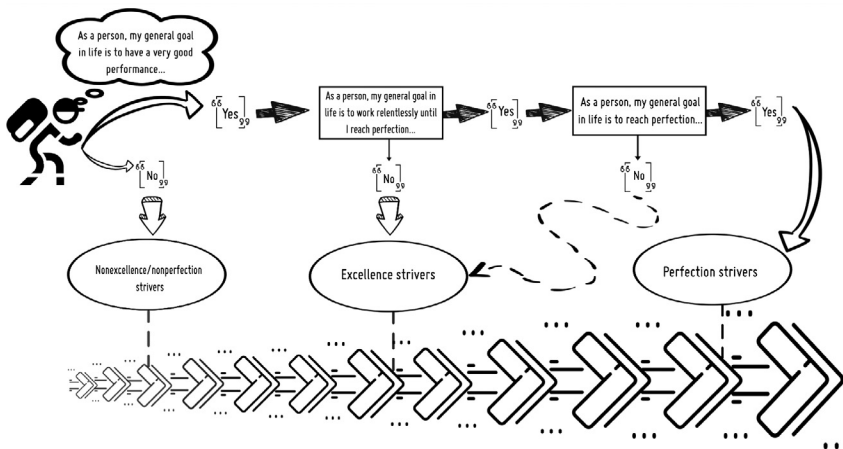 As a person, my general goal
in life is to have a very good
performance...
“ Yes ”
As a person, my general goal in
life is to work relentlessly until
I reach perfection...
“ Yes ”
As a person, my general goal
in life is to reach perfection...
“ Yes ”
“ No ”
“ No ”
“ No ”
Nonexcellence/nonperfection
strivers
Excellence strivers
Perfection strivers